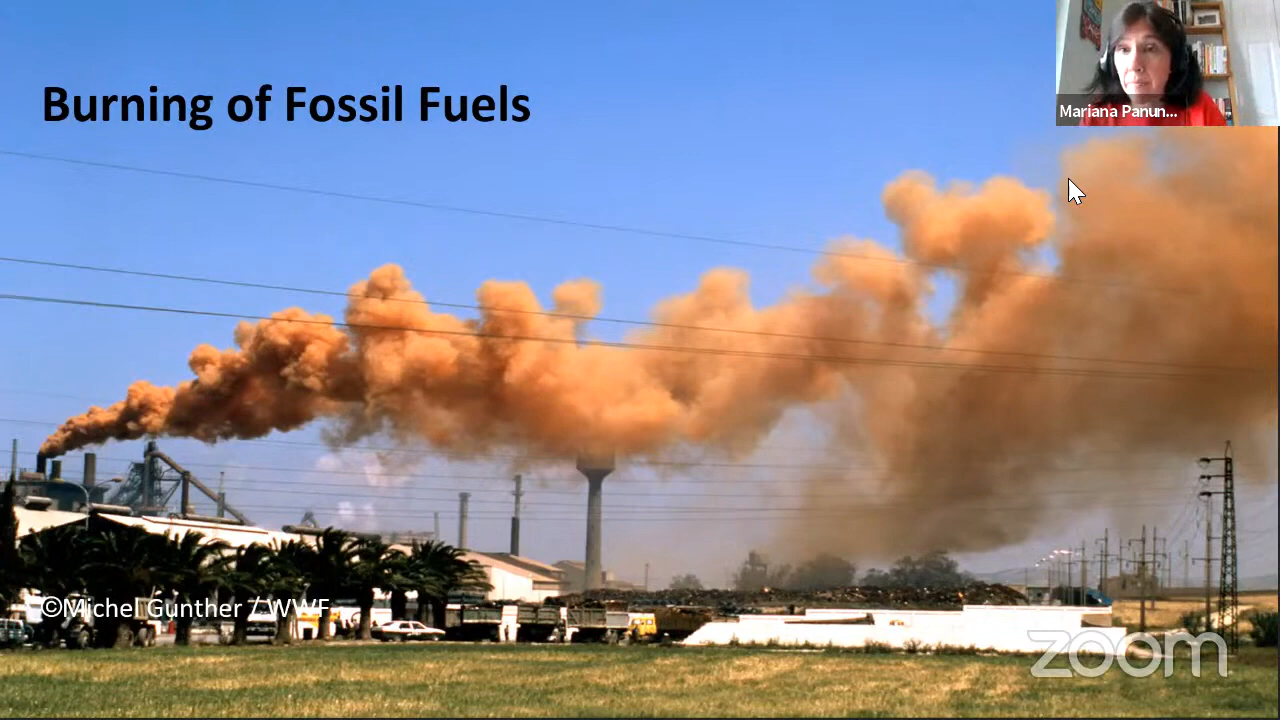 Burning of Fossil Fuels
Mariana Panun...
©Michel Gunther / WWF
zoom